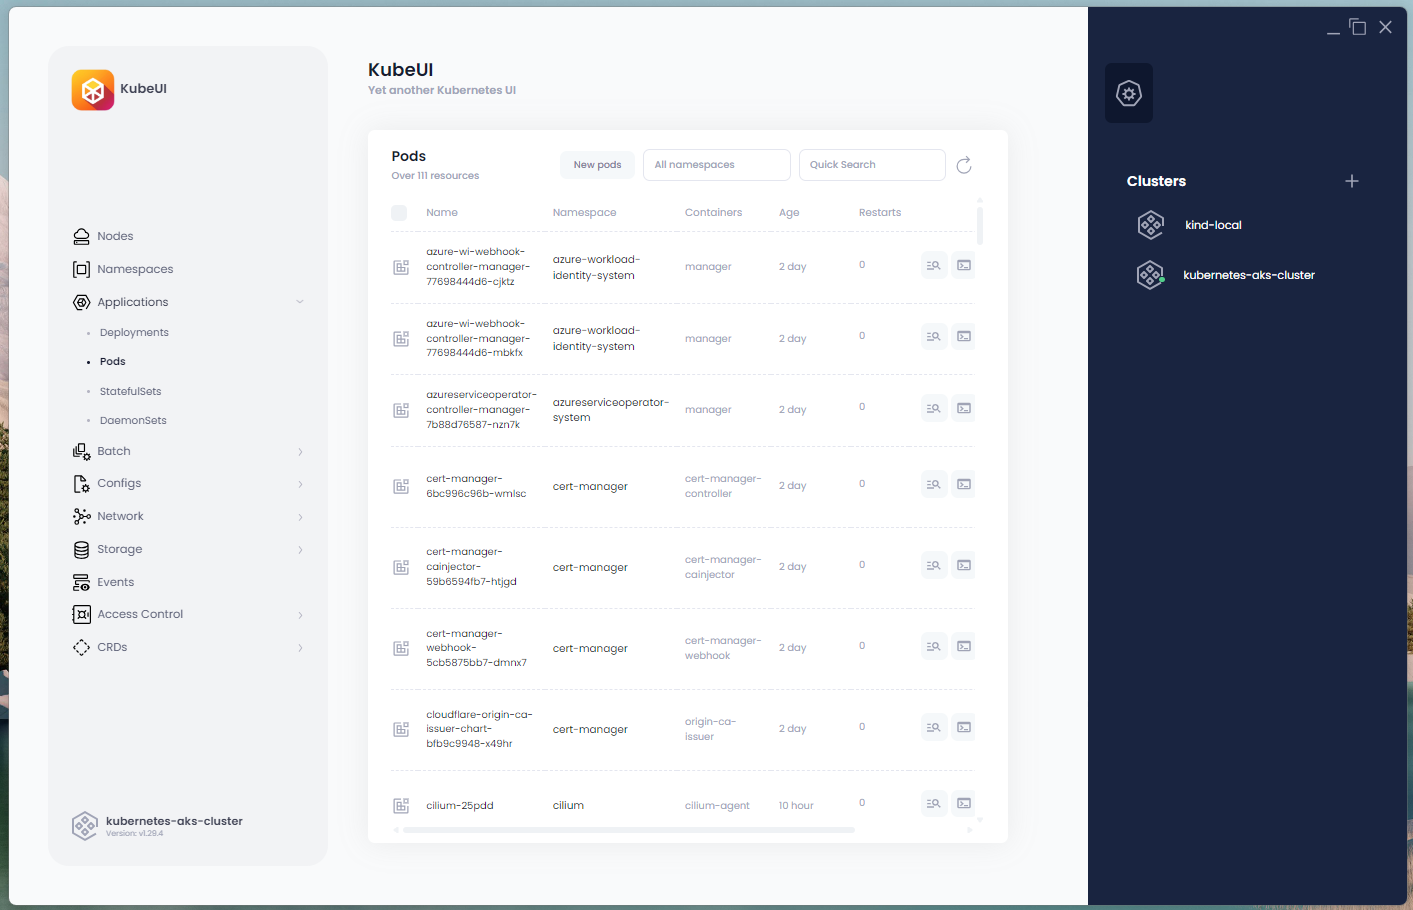 KubeUI
Nodes
Namespaces
Applications
Deployments
Pods
StatefulSets
DaemonSets
Batch
Configs
Network
Storage
Events
Access Control
CRDs
kubernetes-aks-cluster
Version: v1.29.4
KubeUI
Yet another Kubernetes UI
Pods
Over 111 resources
New pods
All namespaces
Quick Search
Name Namespace Containers Age Restarts
azure-wi-webhook-
controller-manager-
77698444d6-cjktz
azure-workload-
identity-system
manager
2 day
0
azure-wi-webhook-
controller-manager-
77698444d6-mbkfx
azure-workload-
identity-system
manager
2 day
0
azureserviceoperator-
controller-manager-
7b88d76587-nzn7k
azureserviceoperator-
system
manager
2 day
0
cert-manager-
6bc996c96b-wmlsc
cert-manager
cert-manager-
controller
2 day
0
cert-manager-
cainjector-
59b6594fb7-htjgd
cert-manager
cert-manager-
cainjector
2 day
0
cert-manager-
webhook-
5cb5875bb7-dmnx7
cert-manager
cert-manager-
webhook
2 day
0
cloudflare-origin-ca-
issuer-chart-
bfb9c9948-x49hr
cert-manager
origin-ca-
issuer
2 day
0
cilium-25pdd
cilium
cilium-agent
10 hour
0
Clusters
kind-local
kubernetes-aks-cluster